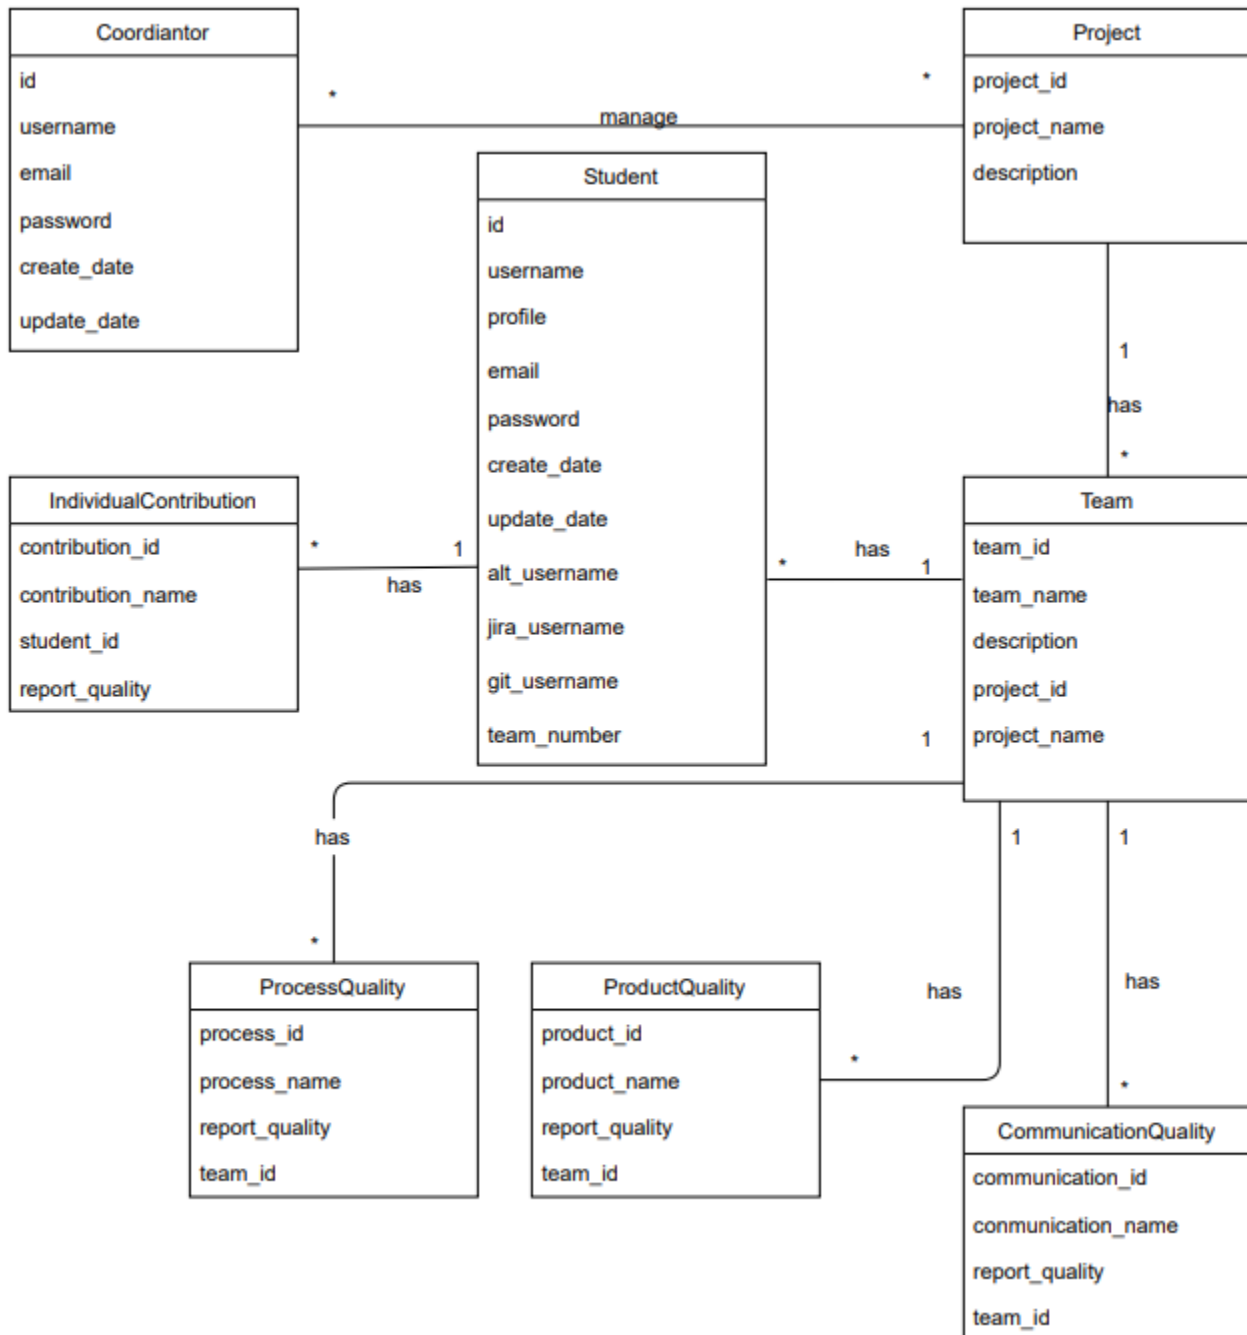 Coordiantor
id
username
email
password
create_date
update_date
*
manage
*
Project
project_id
project_name
description
Student
id
username
profile
email
password
create_date
update_date
alt_username
jira_username
git_username
team_number
1
has
*
IndividualContribution
contribution_id
contribution_name
student_id
report_quality
*
has
1
*
has
1
Team
team_id
team_name
description
project_id
project_name
1
has
*
1
has
*
1
has
*
ProcessQuality
process_id
process_name
report_quality
team_id
ProductQuality
product_id
product_name
report_quality
team_id
CommunicationQuality
communication_id
conmunication_name
report_quality
team_id